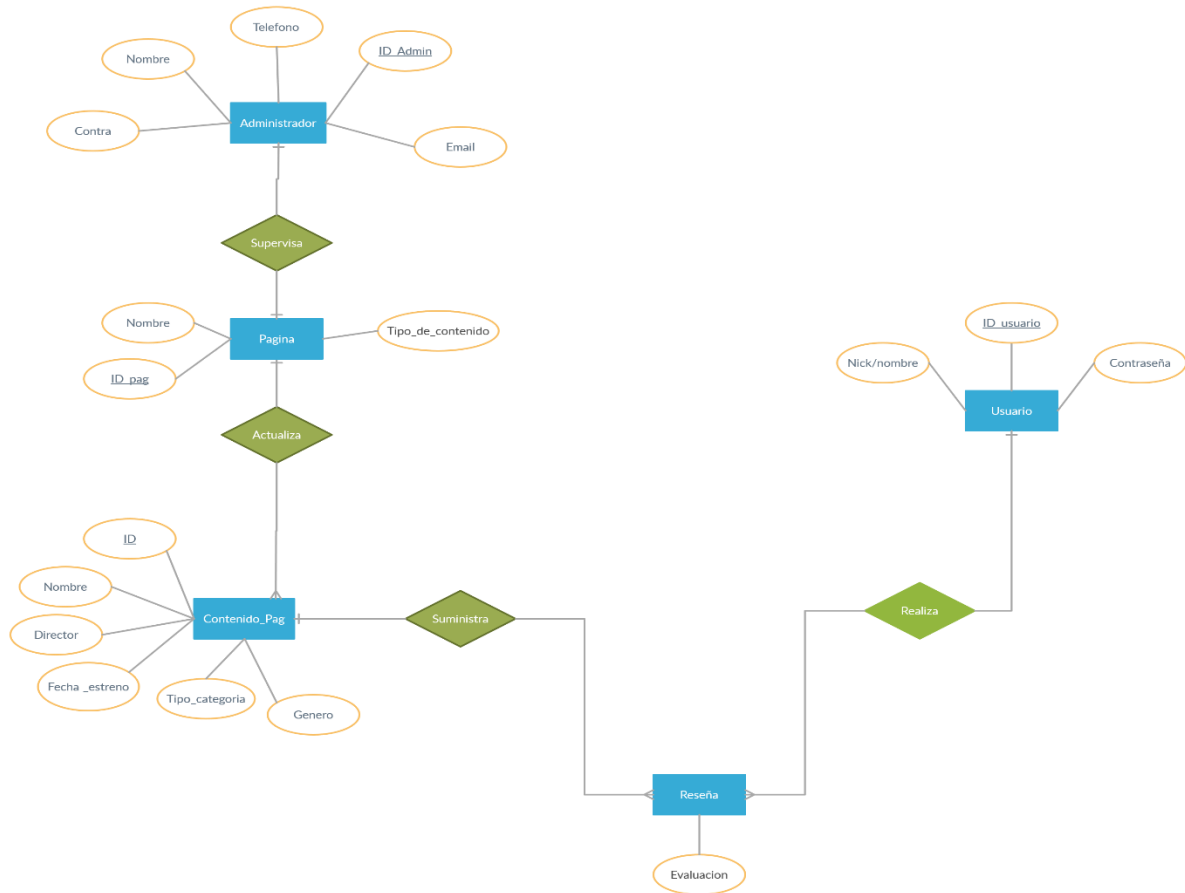 Telefono
ID_Admin
Nombre
Administrador
Contra
Email
Supervisa
Nombre
Pagina
Tipo_de_contenido
ID_pag
ID_usuario
Nick/nombre
Contraseña
Usuario
Actualiza
ID
Nombre
Contenido_Pag
Suministra
Realiza
Director
Fecha _estreno
Tipo_categoria
Genero
Reseña
Evaluacion